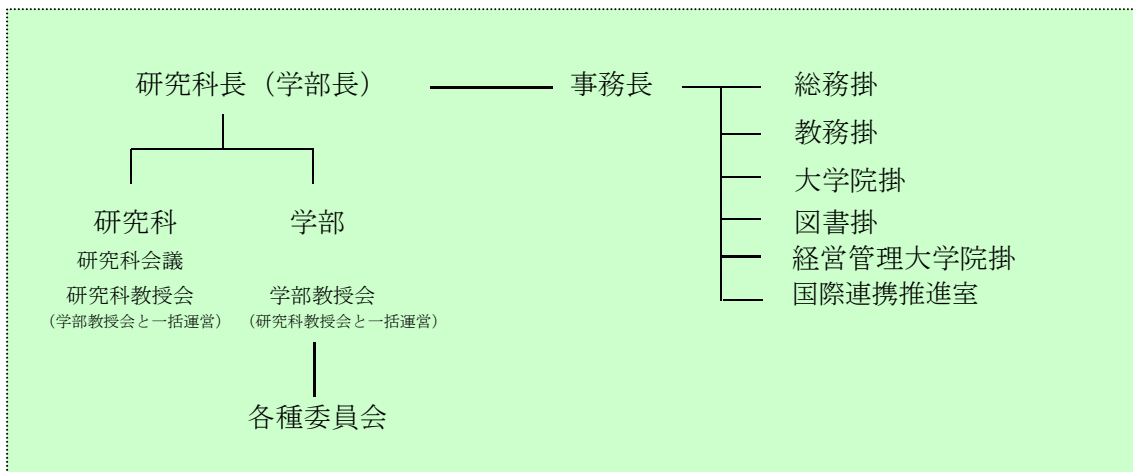 研究科長（学部長）
事務長
総務掛
教務掛
大学院掛
図書掛
経営管理大学院掛
国際連携推進室
研究科
学部
研究科会議
研究科教授会
（学部教授会と一括運営）
学部教授会
（研究科教授会と一括運営）
各種委員会